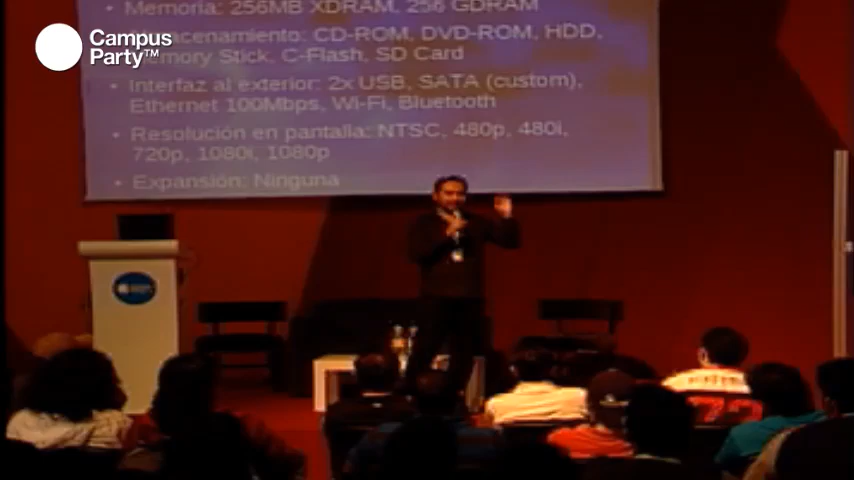 Campus
Party™
Memoria: 256MB XDRAM, 256 GDRAM
acenamiento: CD-ROM, DVD-ROM, HDD,
mory Stick, C-Flash, SD Card
• Interfaz al exterior: 2x USB, SATA (custom),
Ethernet 100Mbps, Wi-Fi, Bluetooth
• Resolución en pantalla: NTSC, 480p, 480i,
720p, 1080i, 1080p
• Expansión: Ninguna